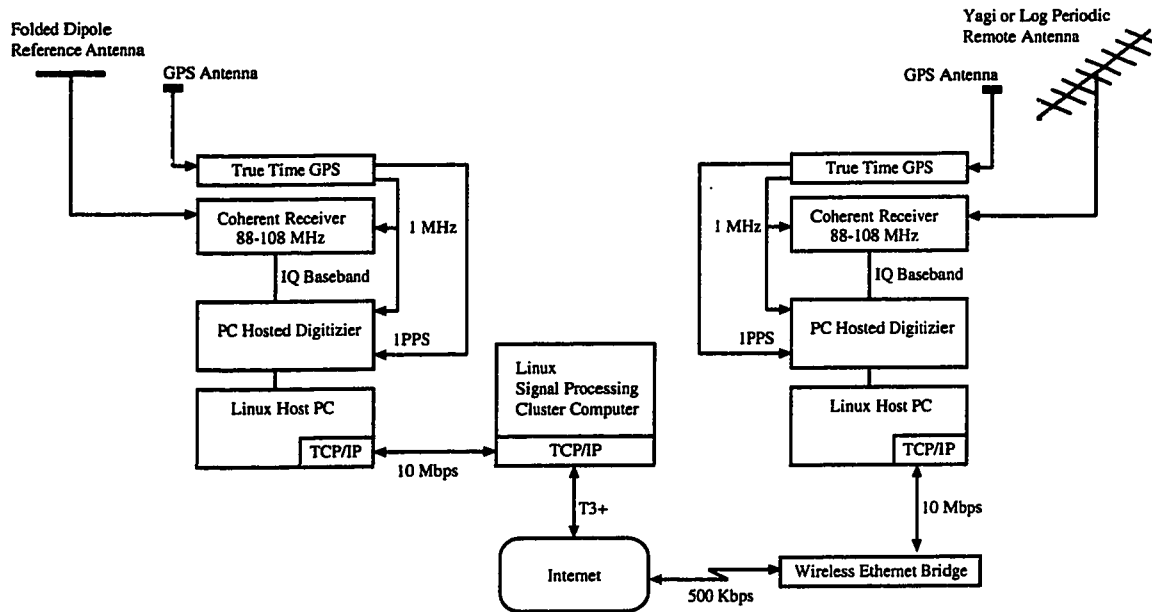 Folded Dipole
Reference Antenna
GPS Antenna
True Time GPS
Coherent Receiver
88-108 MHz
1 MHz
IQ Baseband
PC Hosted Digitizier
1PPS
Linux Host PC
TCP/IP
10 Mbps
Linux
Signal Processing
Cluster Computer
TCP/IP
T3+
Internet
500 Kbps
Yagi or Log Periodic
Remote Antenna
GPS Antenna
True Time GPS
Coherent Receiver
88-108 MHz
1 MHz
IQ Baseband
PC Hosted Digitizier
1PPS
Linux Host PC
TCP/IP
10 Mbps
Wireless Ethernet Bridge